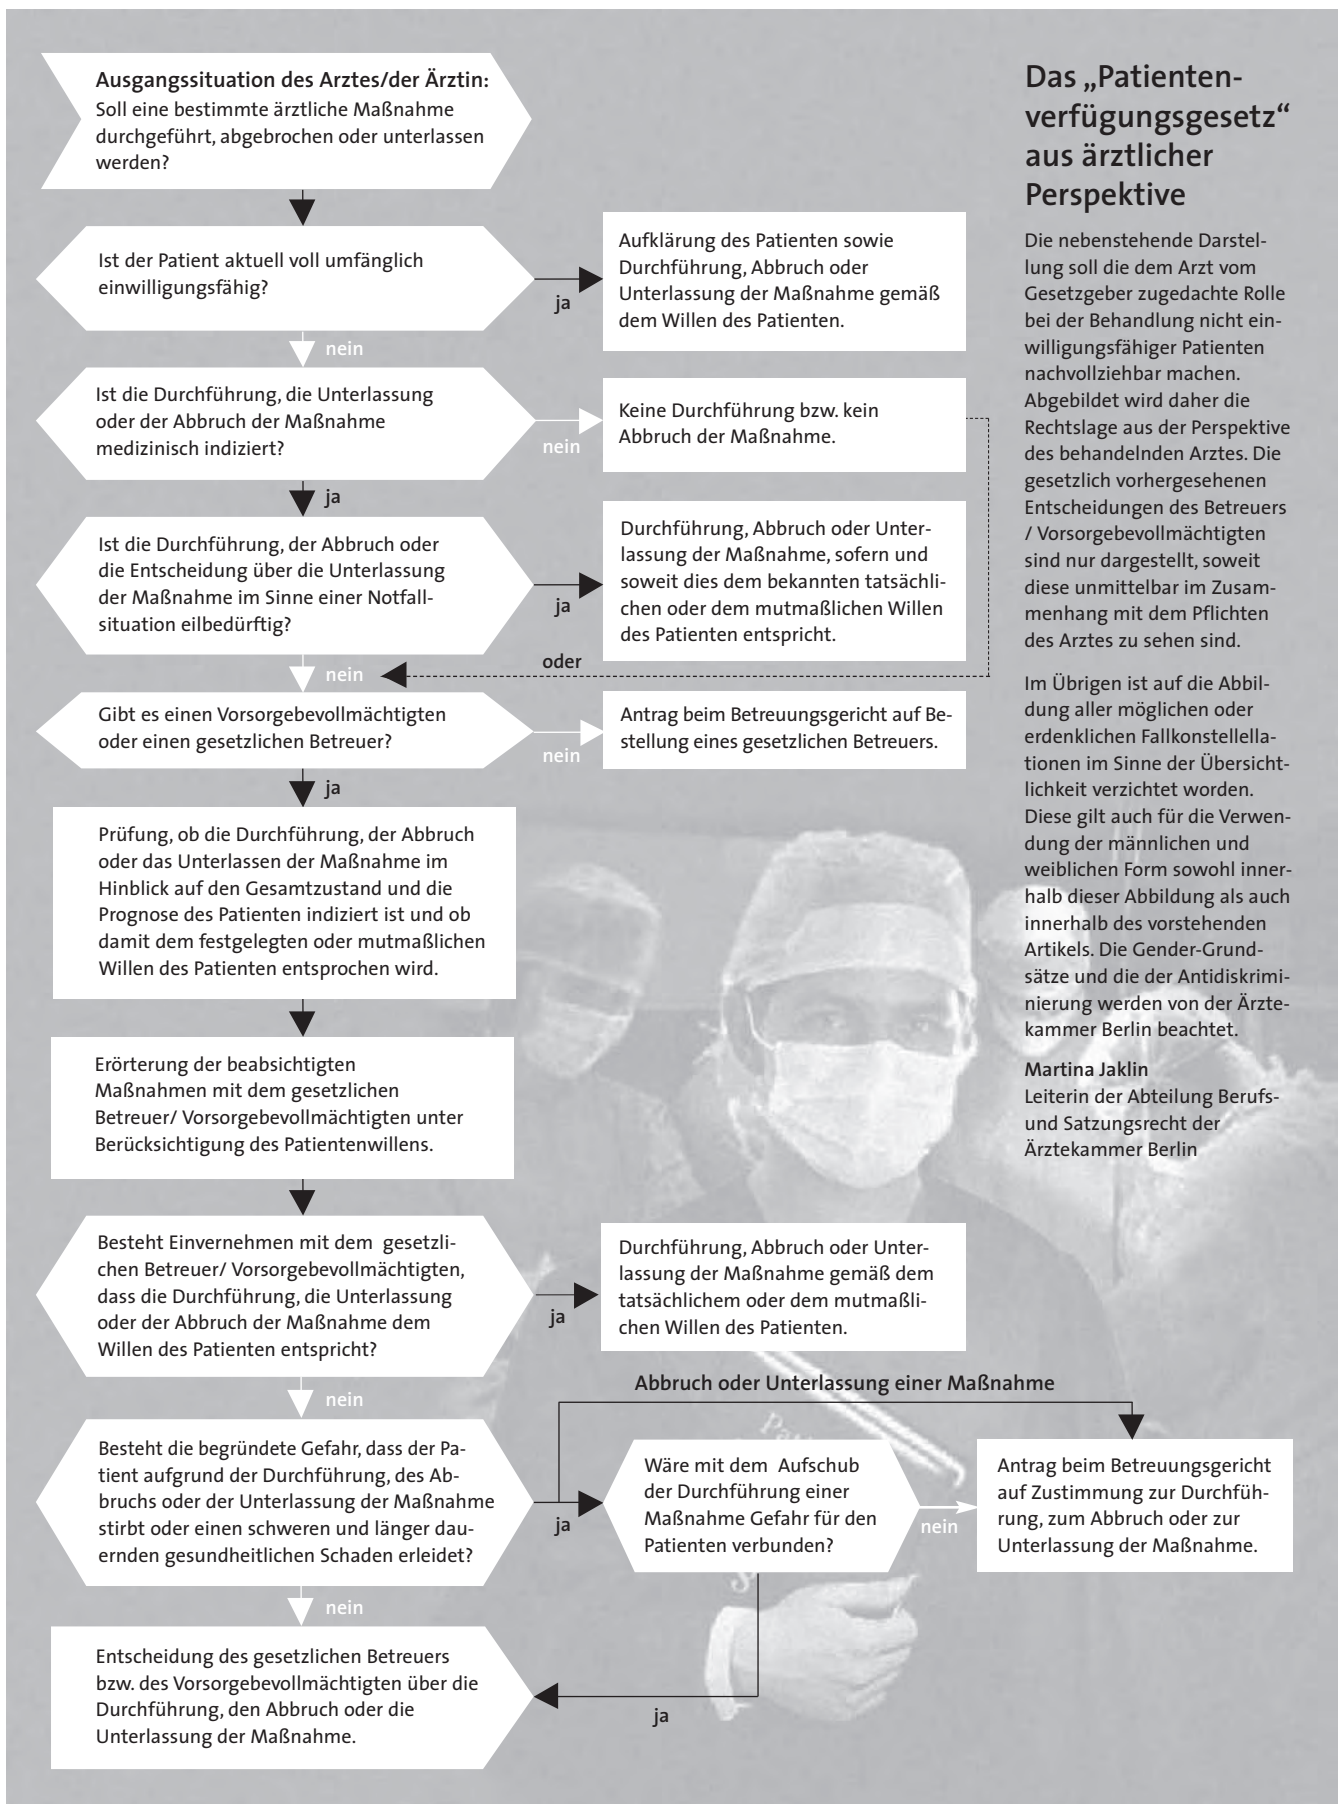 Ausgangssituation des Arztes/der Ärztin:
Soll eine bestimmte ärztliche Maßnahme
durchgeführt, abgebrochen oder unterlassen
werden?
Ist der Patient aktuell voll umfänglich
einwilligungsfähig?
ja
Aufklärung des Patienten sowie
Durchführung, Abbruch oder
Unterlassung der Maßnahme gemäß
dem Willen des Patienten.
nein
Ist die Durchführung, die Unterlassung
oder der Abbruch der Maßnahme
medizinisch indiziert?
nein
Keine Durchführung bzw. kein
Abbruch der Maßnahme.
ja
Ist die Durchführung, der Abbruch oder
die Entscheidung über die Unterlassung
der Maßnahme im Sinne einer Notfall-
situation eilbedürftig?
ja
Durchführung, Abbruch oder Unter-
lassung der Maßnahme, sofern und
soweit dies dem bekannten tatsächli-
chen oder dem mutmaßlichen Willen
des Patienten entspricht.
oder
nein
Gibt es einen Vorsorgebevollmächtigten
oder einen gesetzlichen Betreuer?
nein
Antrag beim Betreuungsgericht auf Be-
stellung eines gesetzlichen Betreuers.
ja
Prüfung, ob die Durchführung, der Abbruch
oder das Unterlassen der Maßnahme im
Hinblick auf den Gesamtzustand und die
Prognose des Patienten indiziert ist und ob
damit dem festgelegten oder mutmaßlichen
Willen des Patienten entsprochen wird.
Erörterung der beabsichtigten
Maßnahmen mit dem gesetzlichen
Betreuer/ Vorsorgebevollmächtigten unter
Berücksichtigung des Patientenwillens.
Besteht Einvernehmen mit dem gesetzli-
chen Betreuer/ Vorsorgebevollmächtigten,
dass die Durchführung, die Unterlassung
oder der Abbruch der Maßnahme dem
Willen des Patienten entspricht?
ja
Durchführung, Abbruch oder Unter-
lassung der Maßnahme gemäß dem
tatsächlichem oder dem mutmaßli-
chen Willen des Patienten.
nein
Abbruch oder Unterlassung einer Maßnahme
Besteht die begründete Gefahr, dass der Pa-
tient aufgrund der Durchführung, des Ab-
bruchs oder der Unterlassung der Maßnahme
stirbt oder einen schweren und länger dau-
ernden gesundheitlichen Schaden erleidet?
ja
Wäre mit dem Aufschub
der Durchführung einer
Maßnahme Gefahr für den
Patienten verbunden?
nein
Antrag beim Betreuungsgericht
auf Zustimmung zur Durchfüh-
rung, zum Abbruch oder zur
Unterlassung der Maßnahme.
nein
Entscheidung des gesetzlichen Betreuers
bzw. des Vorsorgebevollmächtigten über die
Durchführung, den Abbruch oder die
Unterlassung der Maßnahme.
ja
Das „Patienten-
verfügungsgesetz“
aus ärztlicher
Perspektive
Die nebenstehende Darstel-
lung soll die dem Arzt vom
Gesetzgeber zugedachte Rolle
bei der Behandlung nicht ein-
willigungsfähiger Patienten
nachvollziehbar machen.
Abgebildet wird daher die
Rechtslage aus der Perspektive
des behandelnden Arztes. Die
gesetzlich vorhergesehenen
Entscheidungen des Betreuers
/ Vorsorgebevollmächtigten
sind nur dargestellt, soweit
diese unmittelbar im Zusam-
menhang mit dem Pflichten
des Arztes zu sehen sind.
Im Übrigen ist auf die Abbil-
dung aller möglichen oder
erdenklichen Fallkonstellella-
tionen im Sinne der Übersicht-
lichkeit verzichtet worden.
Diese gilt auch für die Verwen-
dung der männlichen und
weiblichen Form sowohl inner-
halb dieser Abbildung als auch
innerhalb des vorstehenden
Artikels. Die Gender-Grund-
sätze und die der Antidiskrimi-
nierung werden von der Ärzte-
kammer Berlin beachtet.
Martina Jaklin
Leiterin der Abteilung Berufs-
und Satzungsrecht der
Ärztekammer Berlin